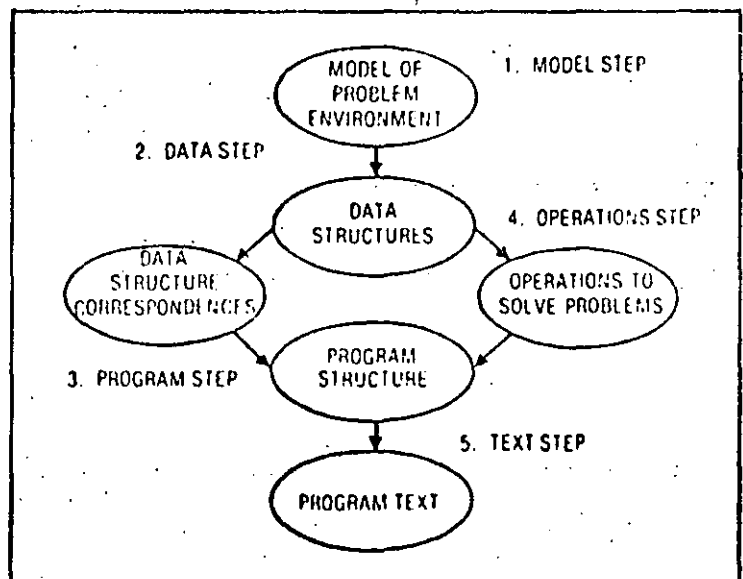 MODEL OF
PROBLEM
ENVIRONMENT
1. MODEL STEP
2. DATA STEP
DATA
STRUCTURES
4. OPERATIONS STEP
DATA
STRUCTURE
CORRESPONDENCES
OPERATIONS TO
SOLVE PROBLEMS
3. PROGRAM STEP
PROGRAM
STRUCTURE
5. TEXT STEP
PROGRAM TEXT